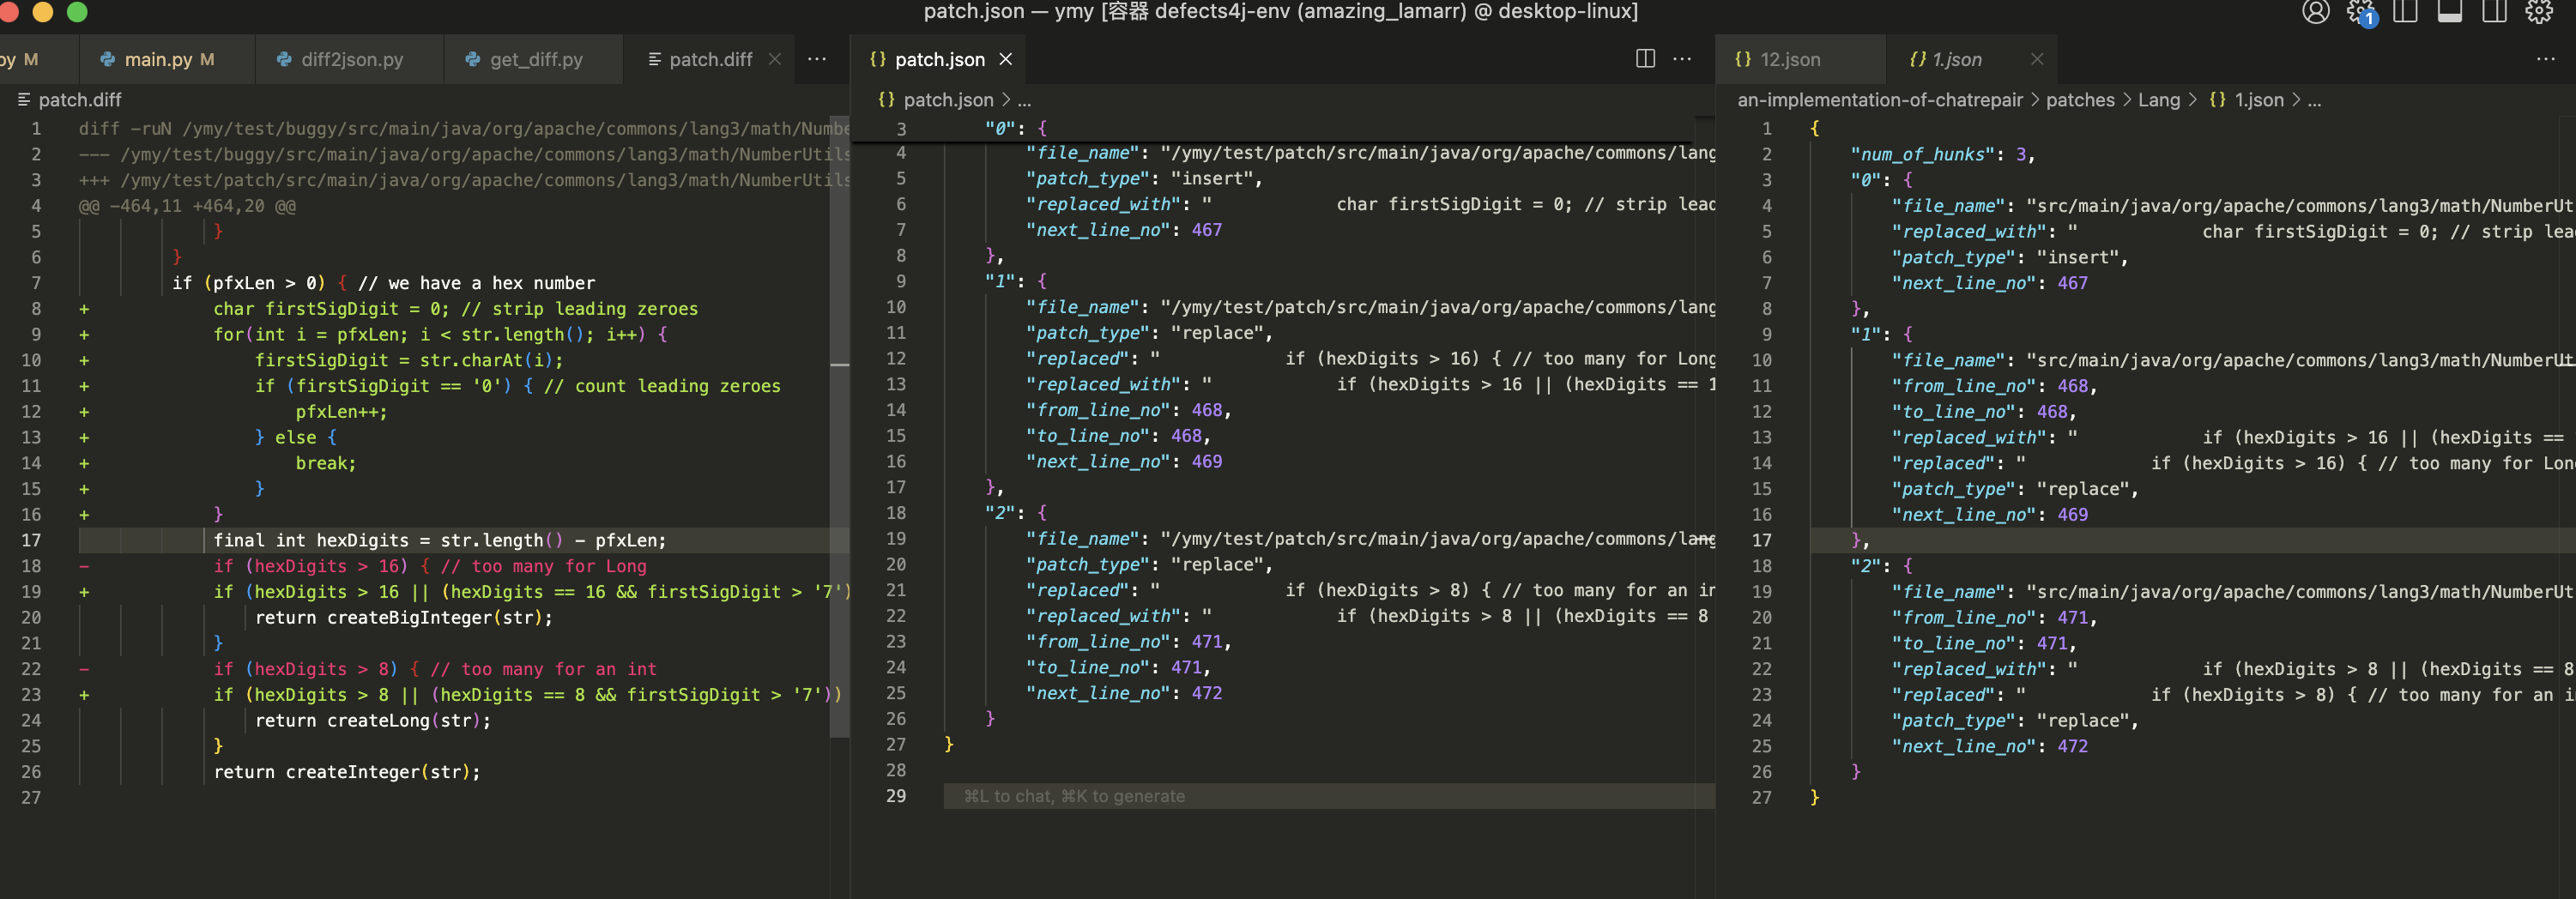 patch.json — ymy [容器 defects4j-env (amazing_lamarr) @ desktop-linux]
1
py M
main.py M
diff2json.py
get_diff.py
patch.diff
patch.diff
1 diff -ruN /ymy/test/buggy/src/main/java/org/apache/commons/lang3/math/Numbe
2 --- /ymy/test/buggy/src/main/java/org/apache/commons/lang3/math/NumberUtils
3 +++ /ymy/test/patch/src/main/java/org/apache/commons/lang3/math/NumberUtils
4 @@ -464,11 +464,20 @@
5 }
6 }
7 if (pfxLen > 0) { // we have a hex number
8 + char firstSigDigit = 0; // strip leading zeroes
9 + for(int i = pfxLen; i < str.length(); i++) {
10 + firstSigDigit = str.charAt(i);
11 + if (firstSigDigit == '0') { // count leading zeroes
12 + pfxLen++;
13 + } else {
14 + break;
15 + }
16 + }
17 final int hexDigits = str.length() - pfxLen;
18 - if (hexDigits > 16) { // too many for Long
19 + if (hexDigits > 16 || (hexDigits == 16 && firstSigDigit > '7')
20 return createBigInteger(str);
21 }
22 - if (hexDigits > 8) { // too many for an int
23 + if (hexDigits > 8 || (hexDigits == 8 && firstSigDigit > '7'))
24 return createLong(str);
25 }
26 return createInteger(str);
27
{} patch.json
{} patch.json > ...
3 "0": {
4 "file_name": "/ymy/test/patch/src/main/java/org/apache/commons/lang
5 "patch_type": "insert",
6 "replaced_with": " char firstSigDigit = 0; // strip lead
7 "next_line_no": 467
8 },
9 "1": {
10 "file_name": "/ymy/test/patch/src/main/java/org/apache/commons/lang
11 "patch_type": "replace",
12 "replaced": " if (hexDigits > 16) { // too many for Long
13 "replaced_with": " if (hexDigits > 16 || (hexDigits == 1
14 "from_line_no": 468,
15 "to_line_no": 468,
16 "next_line_no": 469
17 },
18 "2": {
19 "file_name": "/ymy/test/patch/src/main/java/org/apache/commons/lang
20 "patch_type": "replace",
21 "replaced": " if (hexDigits > 8) { // too many for an in
22 "replaced_with": " if (hexDigits > 8 || (hexDigits == 8
23 "from_line_no": 471,
24 "to_line_no": 471,
25 "next_line_no": 472
26 }
27 }
28
29 ⌘L to chat, ⌘K to generate
{} 12.json
{} 1.json
an-implementation-of-chatrepair > patches > Lang > {} 1.json > ...
1 {
2 "num_of_hunks": 3,
3 "0": {
4 "file_name": "src/main/java/org/apache/commons/lang3/math/NumberUt
5 "replaced_with": " char firstSigDigit = 0; // strip lea
6 "patch_type": "insert",
7 "next_line_no": 467
8 },
9 "1": {
10 "file_name": "src/main/java/org/apache/commons/lang3/math/NumberUt
11 "from_line_no": 468,
12 "to_line_no": 468,
13 "replaced_with": " if (hexDigits > 16 || (hexDigits ==
14 "replaced": " if (hexDigits > 16) { // too many for Lon
15 "patch_type": "replace",
16 "next_line_no": 469
17 },
18 "2": {
19 "file_name": "src/main/java/org/apache/commons/lang3/math/NumberUt
20 "from_line_no": 471,
21 "to_line_no": 471,
22 "replaced_with": " if (hexDigits > 8 || (hexDigits == 8
23 "replaced": " if (hexDigits > 8) { // too many for an i
24 "patch_type": "replace",
25 "next_line_no": 472
26 }
27 }